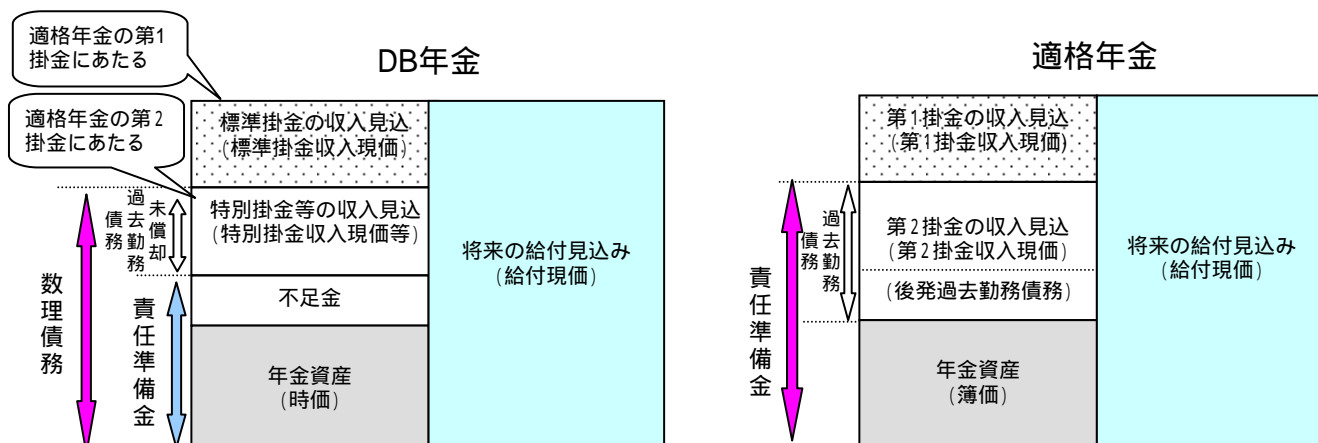 適格年金の第1
掛金にあたる
DB年金
適格年金の第2
掛金にあたる
標準掛金の収入見込
(標準掛金収入現価)
未償却
過去勤務
債務
特別掛金等の収入見込
(特別掛金収入現価等)
不足金
年金資産
(時価)
数理債務
責任準備金
将来の給付見込み
(給付現価)
適格年金
第1掛金の収入見込
(第1掛金収入現価)
過去勤務
債務
第2掛金の収入見込
(第2掛金収入現価)
(後発過去勤務債務)
年金資産
(簿価)
責任準備金
将来の給付見込み
(給付現価)